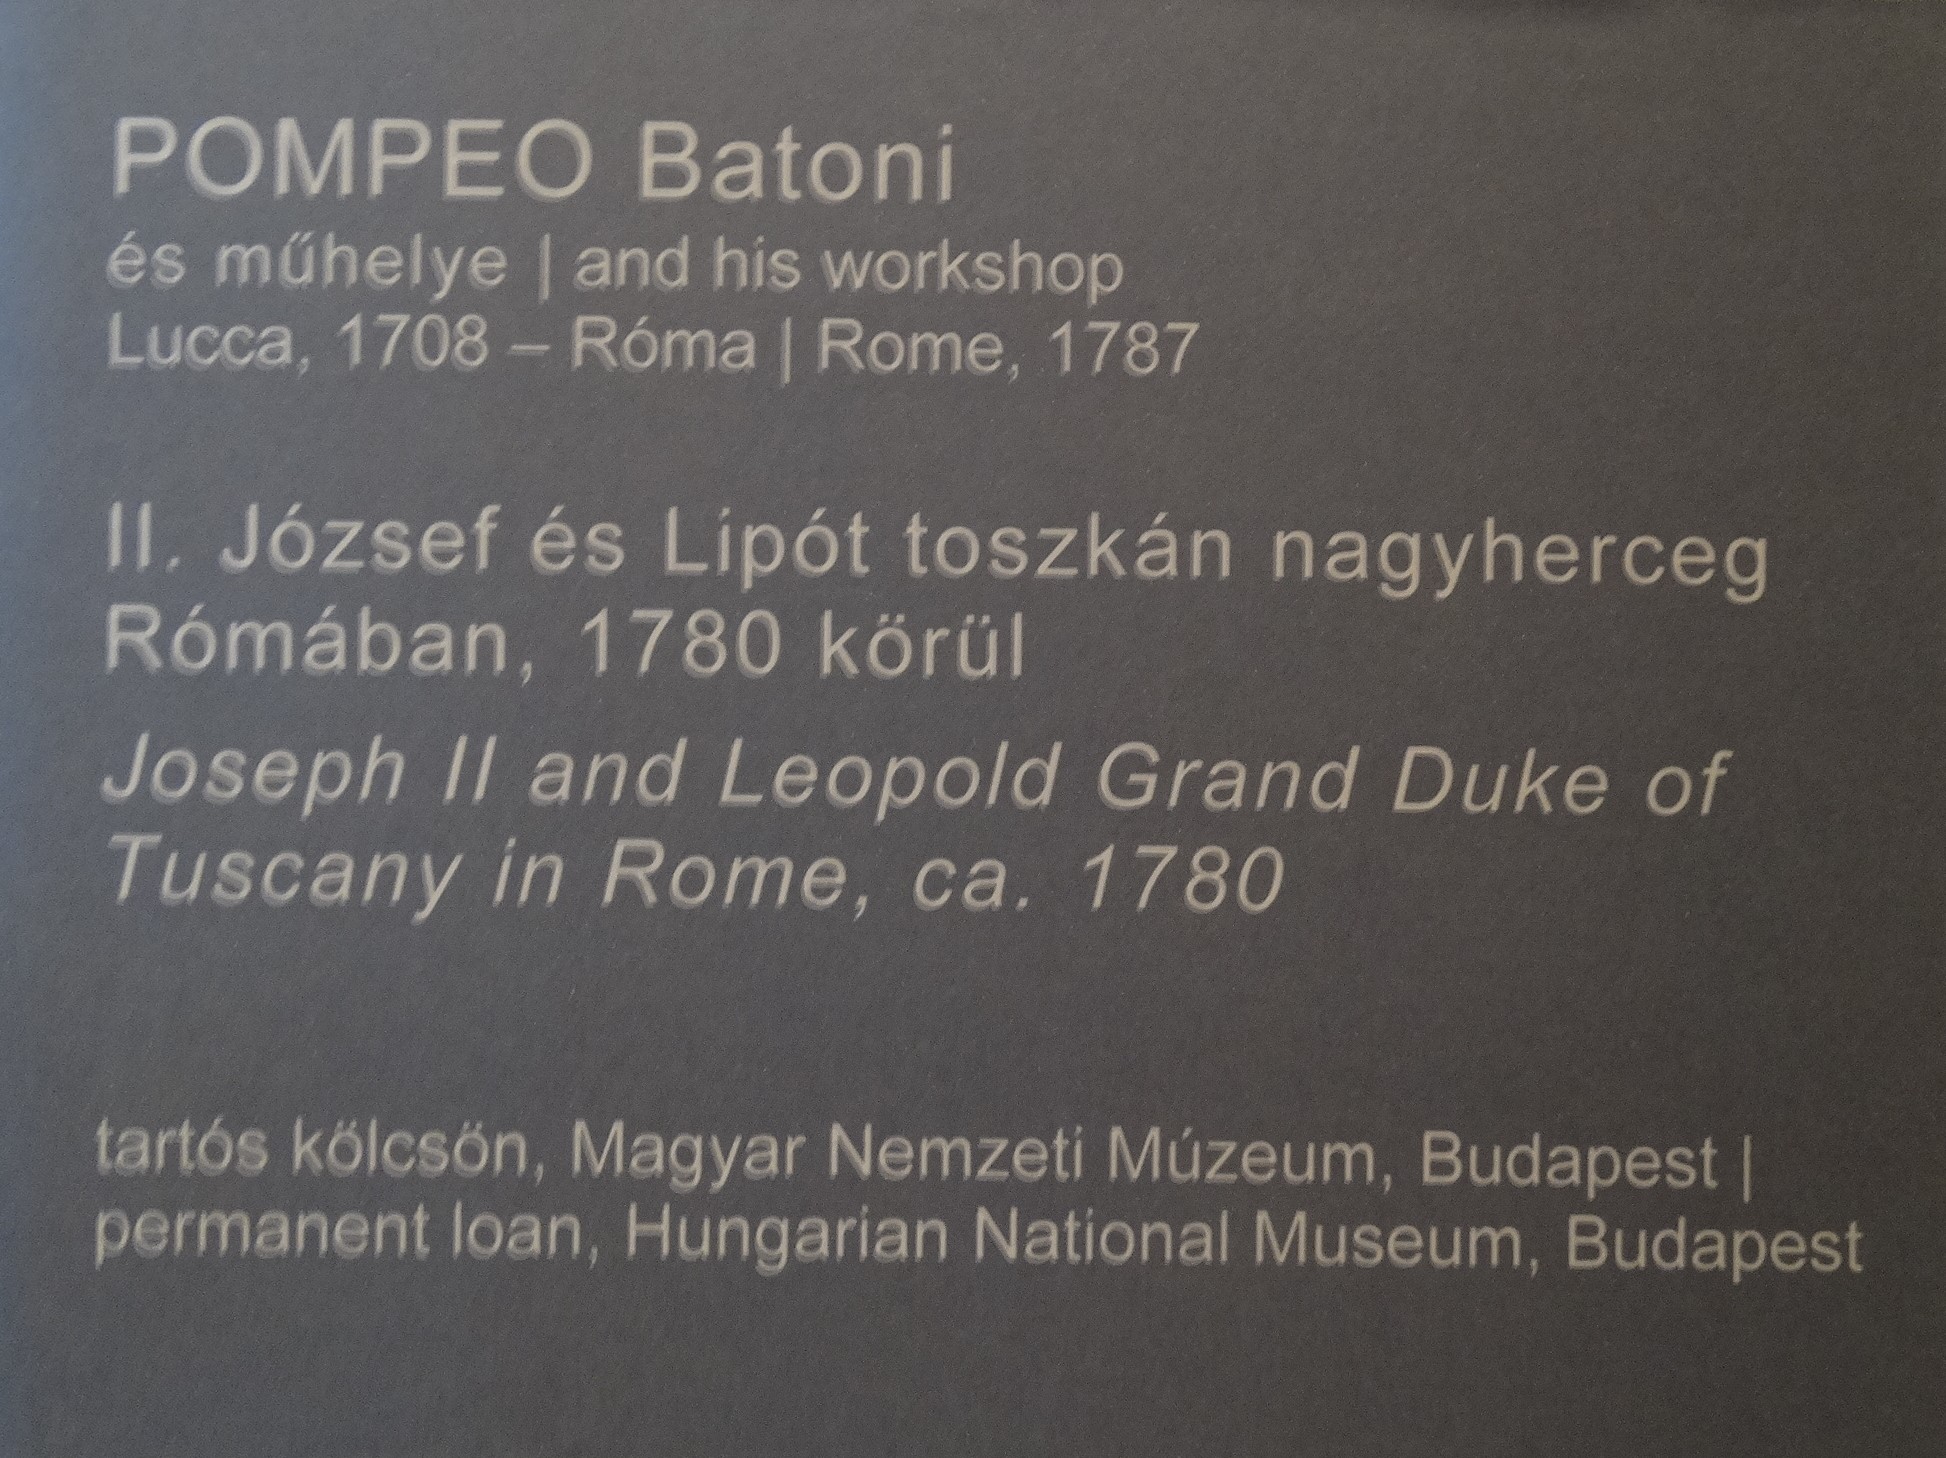 POMPEO Batoni
és műhelye | and his workshop
Lucca, 1708 – Róma | Rome, 1787
II. József és Lipót toszkán nagyherceg
Rómában, 1780 körül
Joseph II and Leopold Grand Duke of
Tuscany in Rome, ca. 1780
tartós kölcsön, Magyar Nemzeti Múzeum, Budapest |
permanent loan, Hungarian National Museum, Budapest